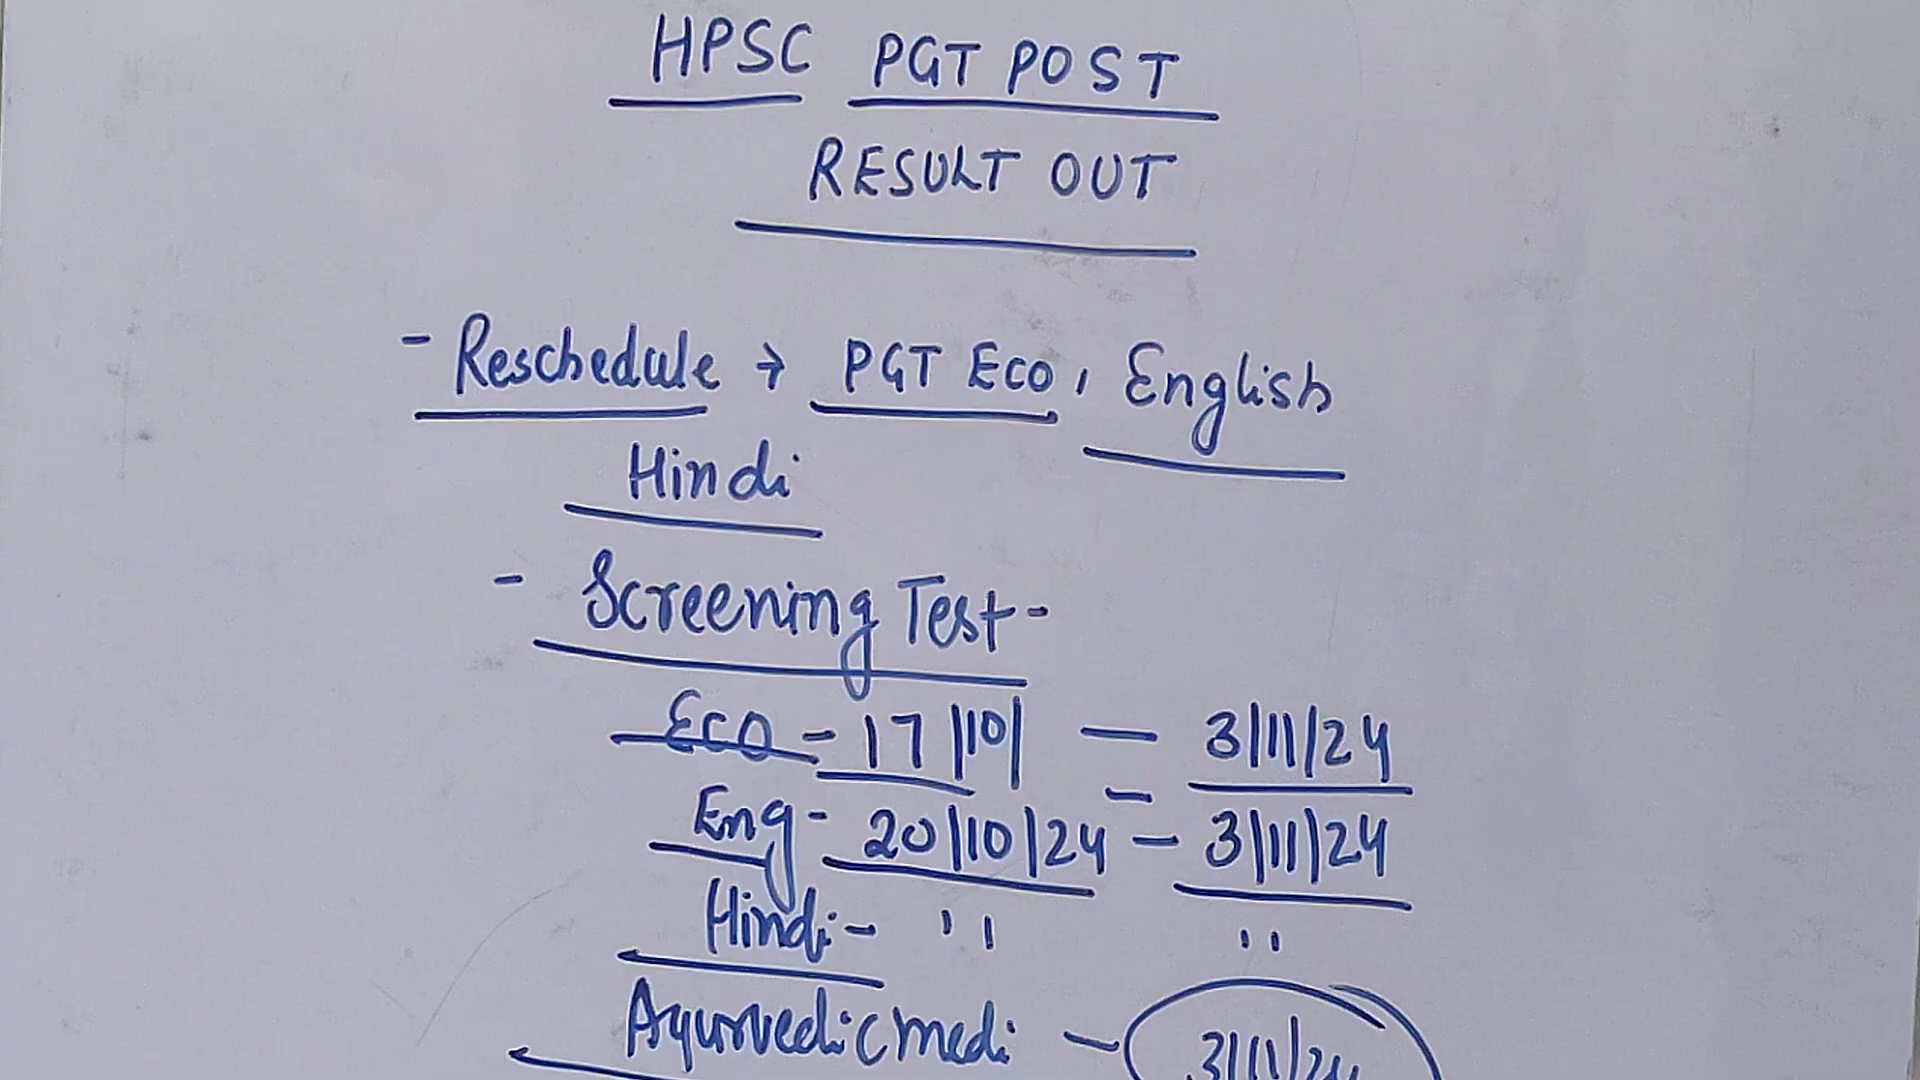 HPSC PGT POST
RESULT OUT
- Reschedule → PGT Eco, English
Hindi
- Screening Test -
Eco - 17/10/ — 3/11/24
Eng - 20/10/24 — 3/11/24
Hindi - " "
Ayurvedic medi — 3/11/24